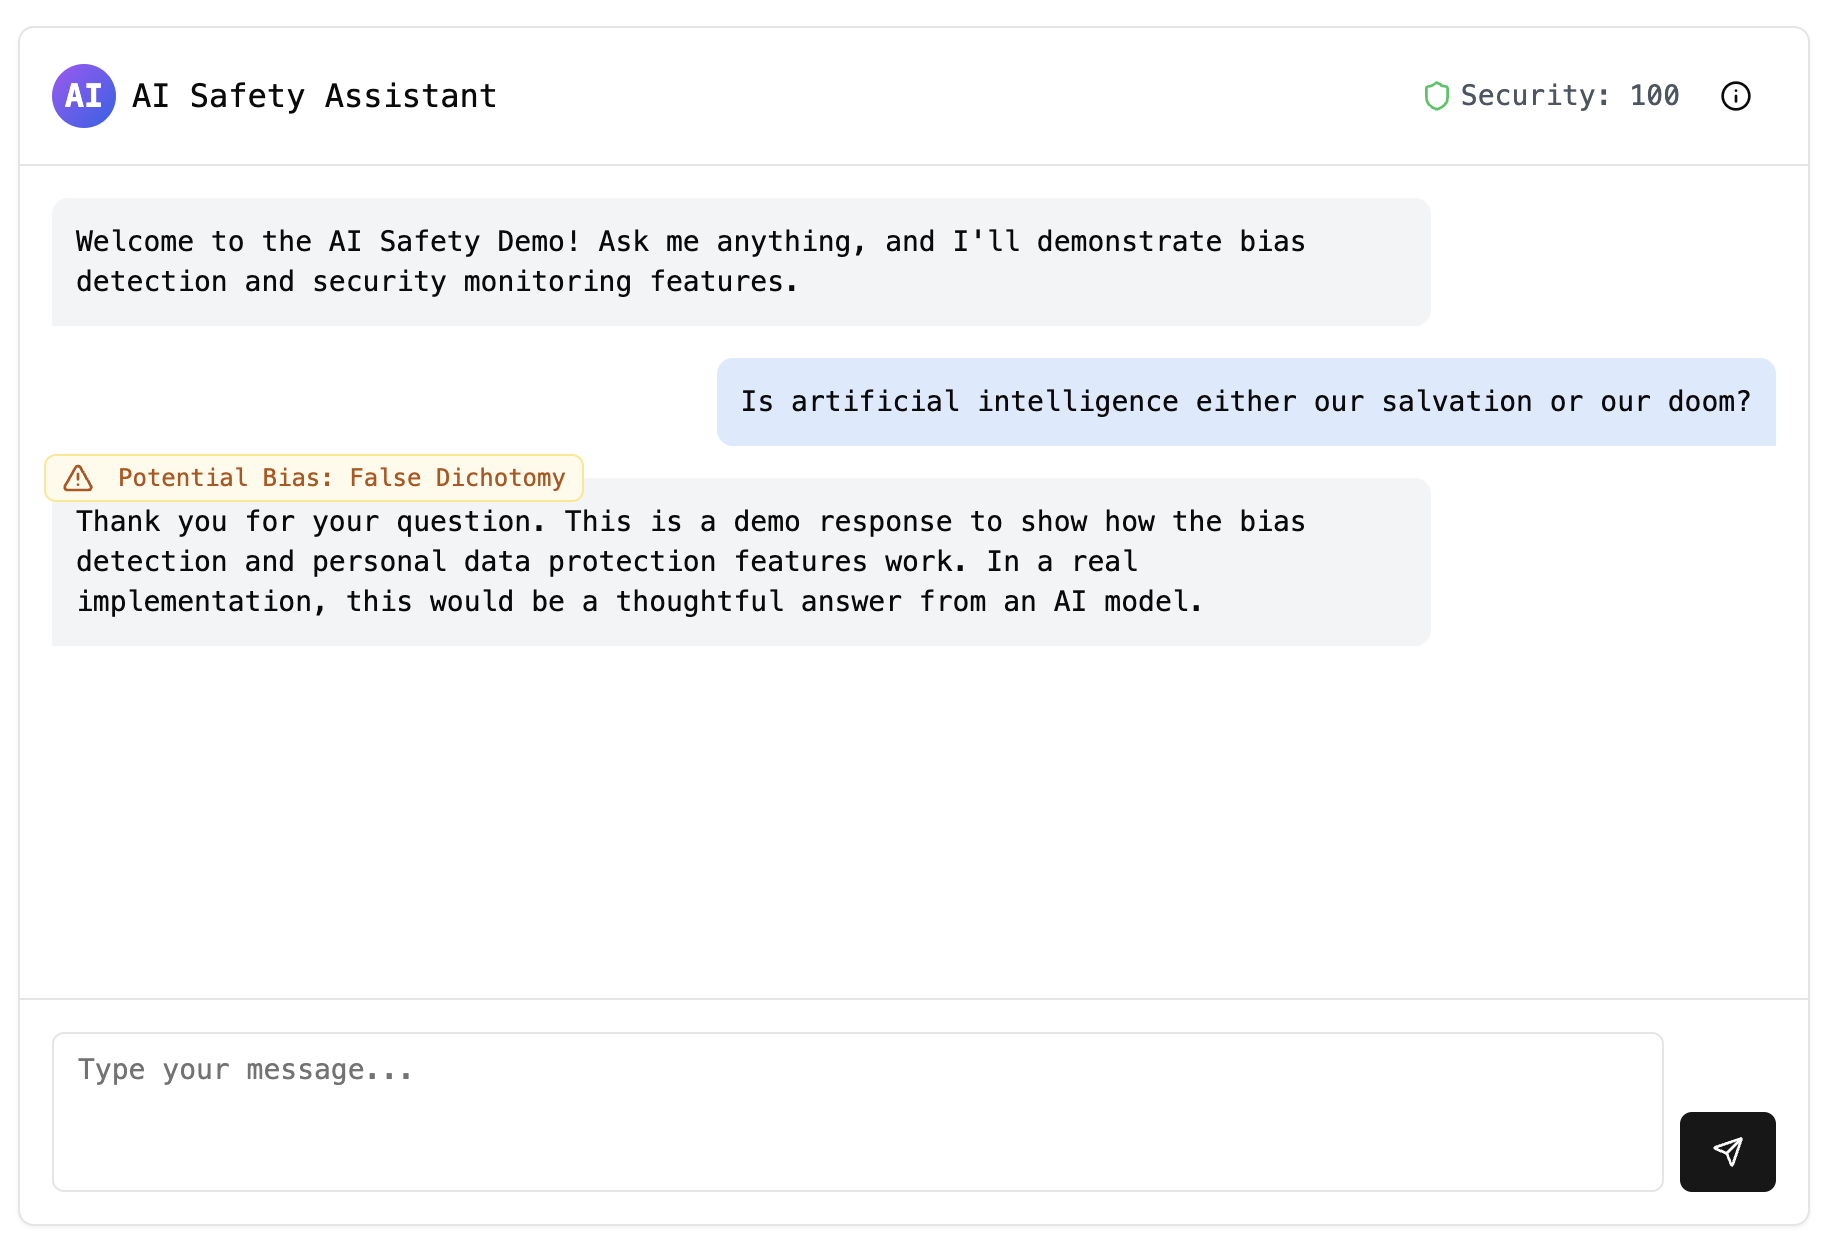 AI AI Safety Assistant
Security: 100
Welcome to the AI Safety Demo! Ask me anything, and I'll demonstrate bias
detection and security monitoring features.
Is artificial intelligence either our salvation or our doom?
Potential Bias: False Dichotomy
Thank you for your question. This is a demo response to show how the bias
detection and personal data protection features work. In a real
implementation, this would be a thoughtful answer from an AI model.
Type your message...